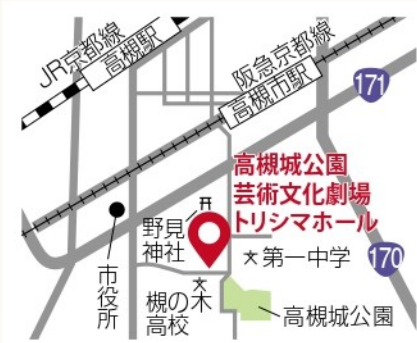 JR京都線
高槻駅
阪急京都線
高槻市駅
171
高槻城公園
芸術文化劇場
トリシマホール
野見
神社
市役所
第一中学
170
槻の木
高校
高槻城公園